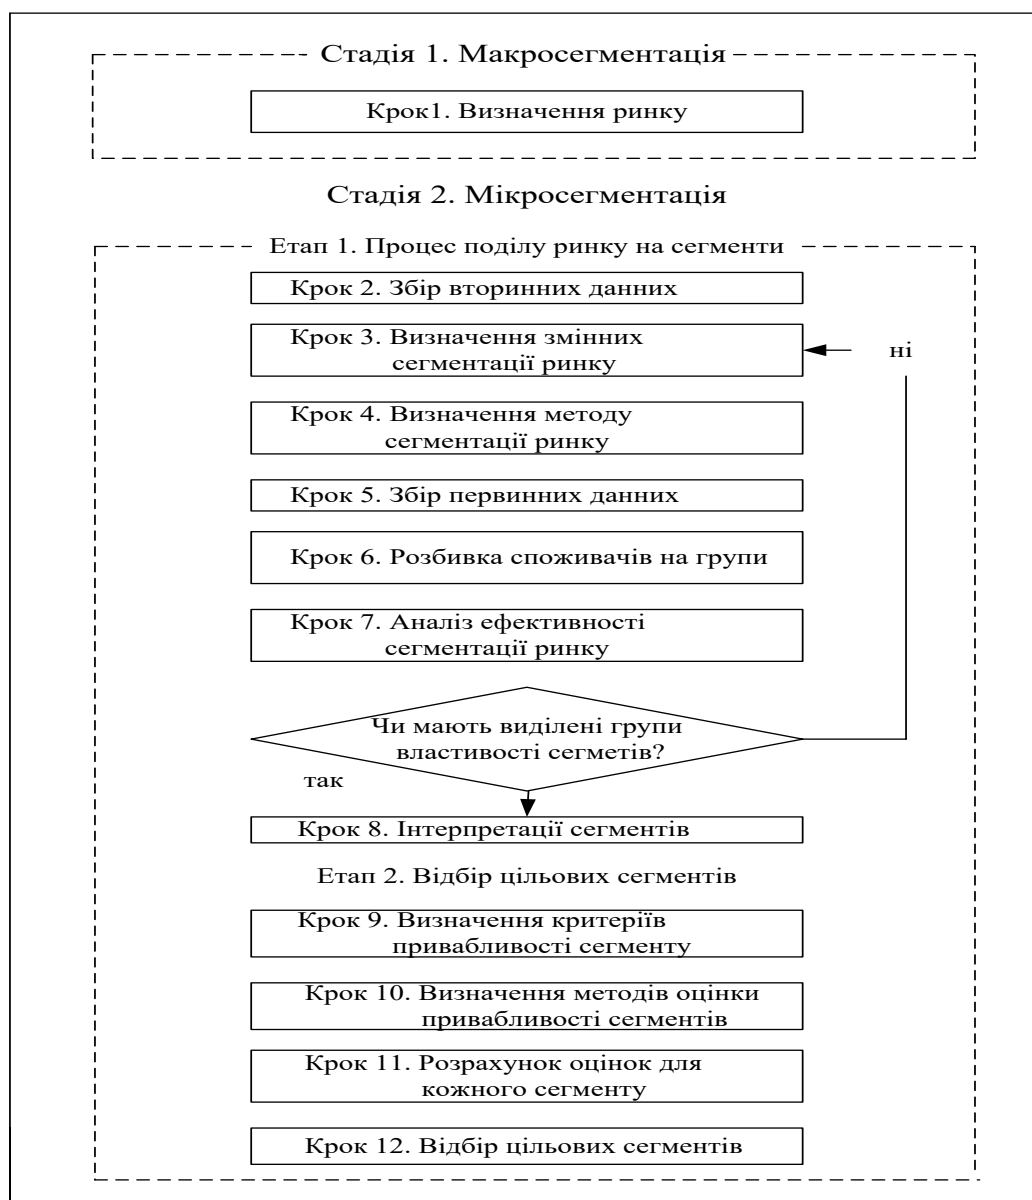 Стадія 1. Макросегментація
Крок1. Визначення ринку
Стадія 2. Мікросегментація
Етап 1. Процес поділу ринку на сегменти
Крок 2. Збір вторинних данних
Крок 3. Визначення змінних
сегментації ринку
ні
Крок 4. Визначення методу
сегментації ринку
Крок 5. Збір первинних данних
Крок 6. Розбивка споживачів на групи
Крок 7. Аналіз ефективності
сегментації ринку
Чи мають виділені групи
властивості сегметів?
так
Крок 8. Інтерпретації сегментів
Етап 2. Відбір цільових сегментів
Крок 9. Визначення критеріїв
привабливості сегменту
Крок 10. Визначення методів оцінки
привабливості сегментів
Крок 11. Розрахунок оцінок для
кожного сегменту
Крок 12. Відбір цільових сегментів